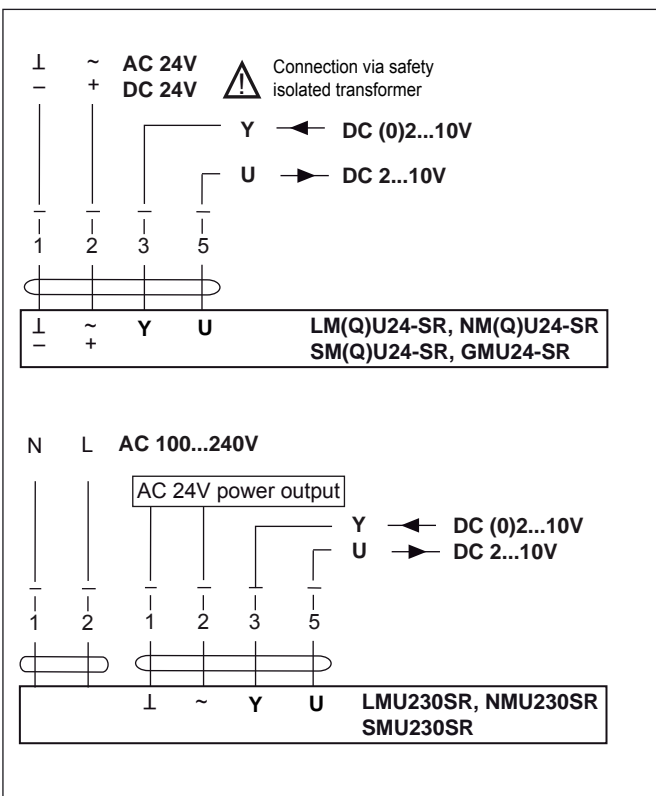 ⊥ ~ AC 24V
– + DC 24V
Connection via safety
isolated transformer
Y DC (0)2...10V
U DC 2...10V
1 2 3 5
⊥ ~ Y U LM(Q)U24-SR, NM(Q)U24-SR
– + SM(Q)U24-SR, GMU24-SR
N L AC 100...240V
AC 24V power output
Y DC (0)2...10V
U DC 2...10V
1 2 1 2 3 5
⊥ ~ Y U LMU230SR, NMU230SR
SMU230SR